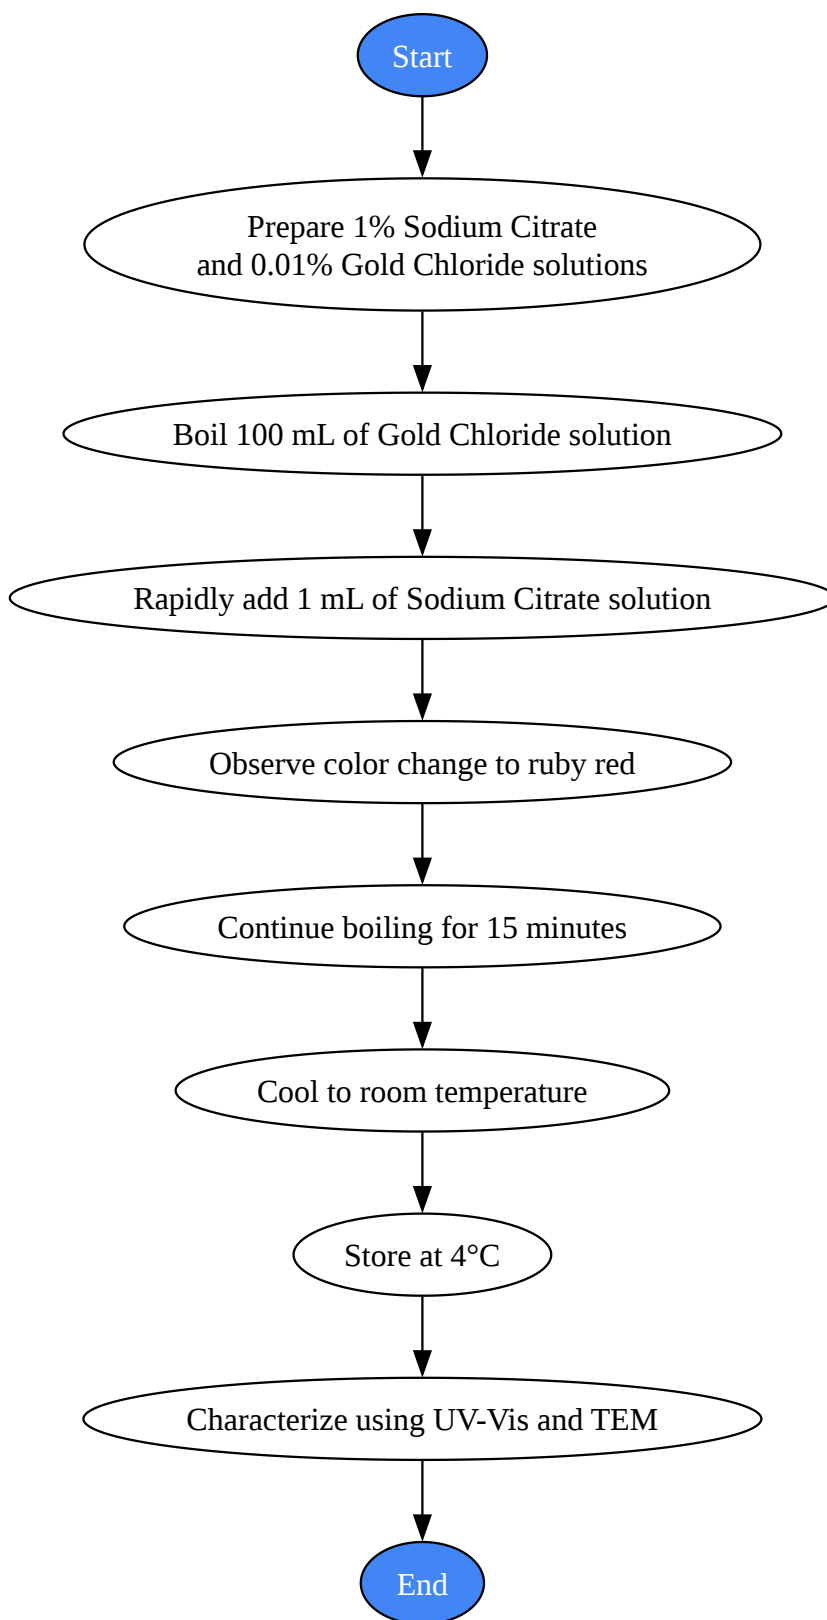 Start
Prepare 1% Sodium Citrate
and 0.01% Gold Chloride solutions
Boil 100 mL of Gold Chloride solution
Rapidly add 1 mL of Sodium Citrate solution
Observe color change to ruby red
Continue boiling for 15 minutes
Cool to room temperature
Store at 4°C
Characterize using UV-Vis and TEM
End